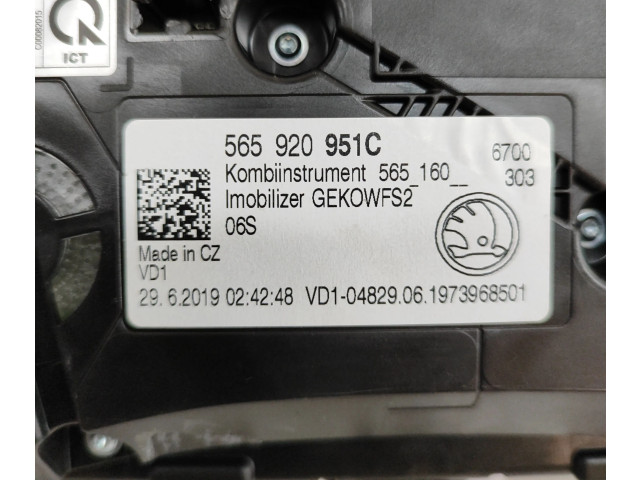 C00082015
ICT
565 920 951C
6700
Kombiinstrument 565_160__
303
Imobilizer GEKOWFS2
06S
Made in CZ
VD1
29. 6.2019 02:42:48 VD1-04829.06.1973968501